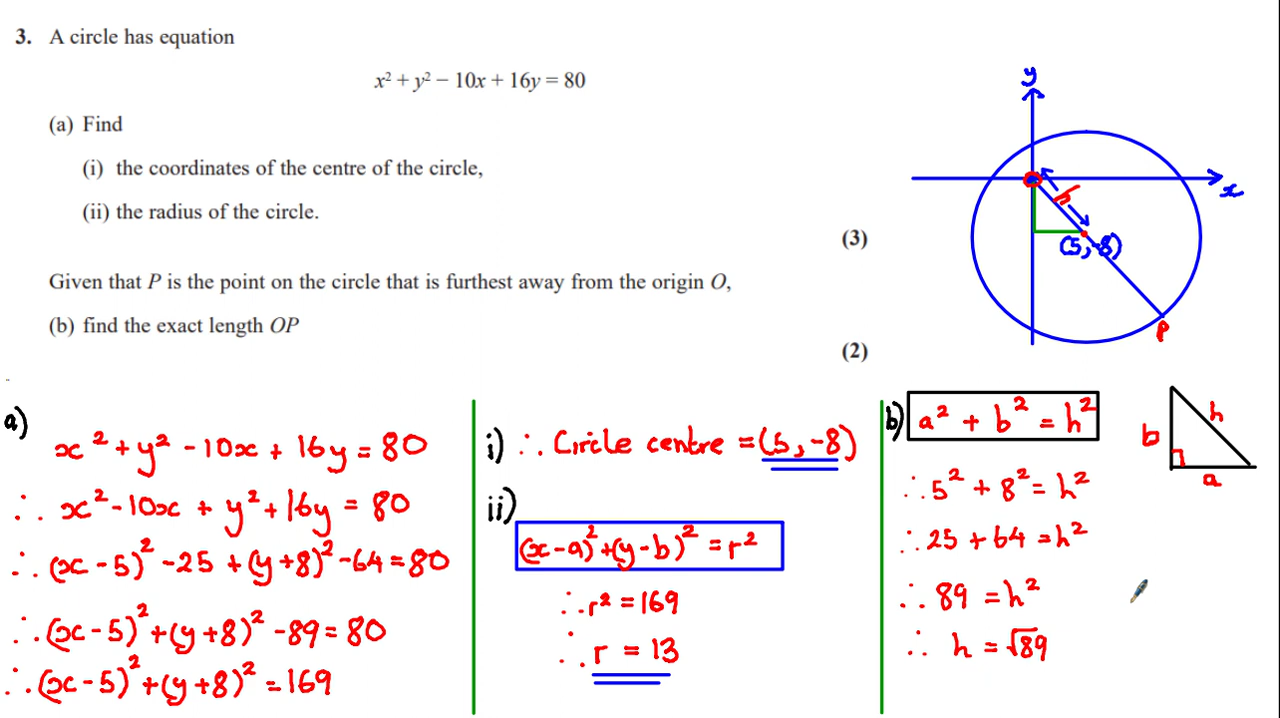 3. A circle has equation
x² + y² − 10x + 16y = 80
(a) Find
(i) the coordinates of the centre of the circle,
(ii) the radius of the circle.
(3)
Given that P is the point on the circle that is furthest away from the origin O,
(b) find the exact length OP
(2)
y
x
h
(5, -8)
P
a)
x² + y² - 10x + 16y = 80
∴ x² - 10x + y² + 16y = 80
∴ (x - 5)² - 25 + (y + 8)² - 64 = 80
∴ (x - 5)² + (y + 8)² - 89 = 80
∴ (x - 5)² + (y + 8)² = 169
i) ∴ Circle centre = (5, -8)
ii)
(x - a)² + (y - b)² = r²
∴ r² = 169
∴ r = 13
b) a² + b² = h²
∴ 5² + 8² = h²
∴ 25 + 64 = h²
∴ 89 = h²
∴ h = √89
b
h
a